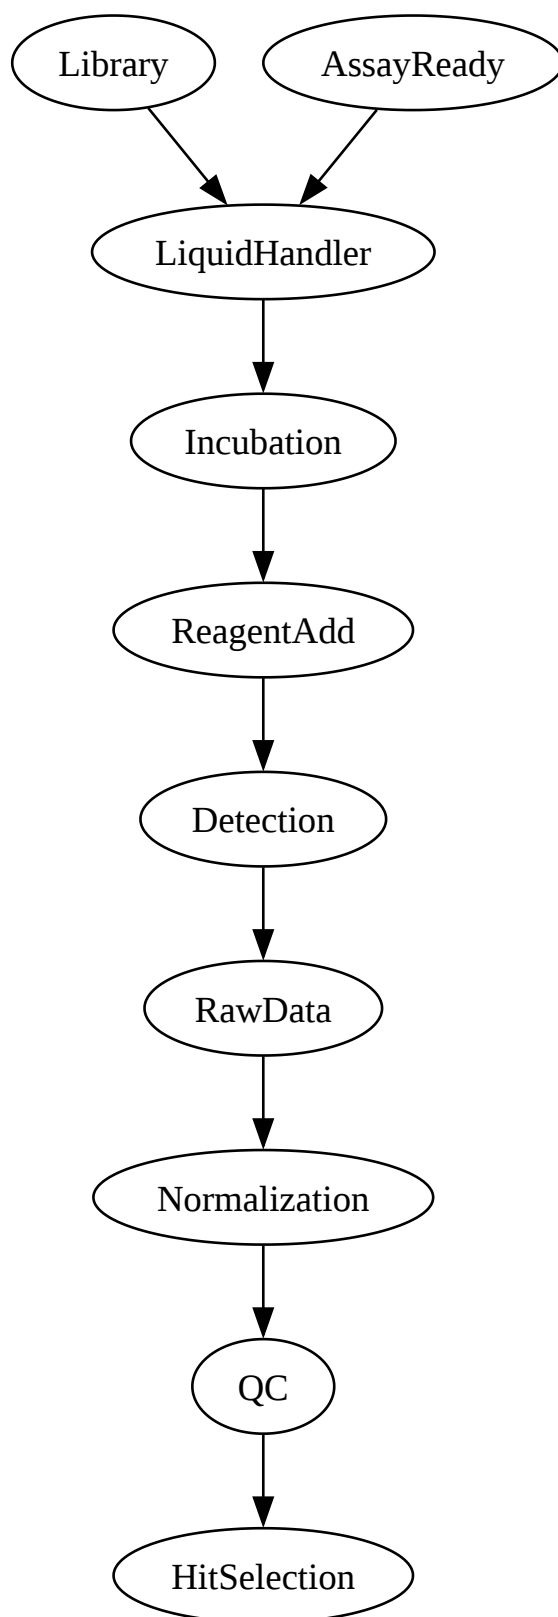 Library
AssayReady
LiquidHandler
Incubation
ReagentAdd
Detection
RawData
Normalization
QC
HitSelection